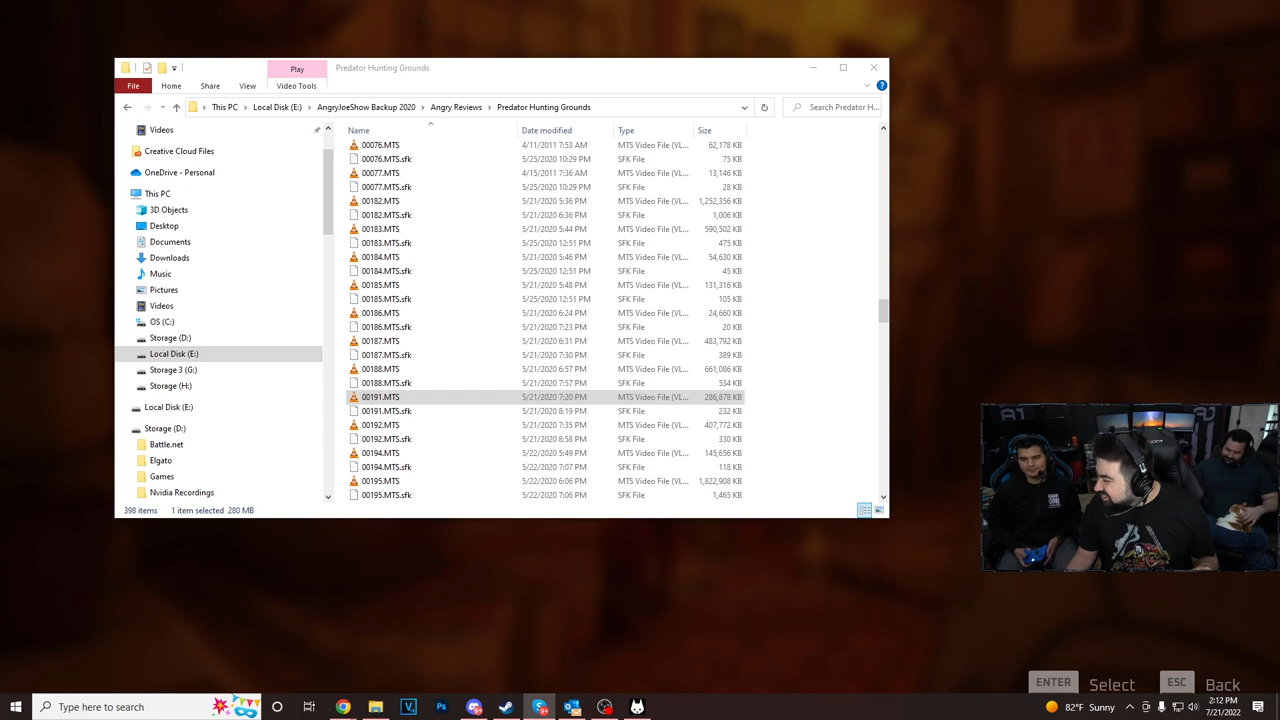 Play
Predator Hunting Grounds
File
Home
Share
View
Video Tools
This PC > Local Disk (E:) > AngryJoeShow Backup 2020 > Angry Reviews > Predator Hunting Grounds
Search Predator H...
Videos
Creative Cloud Files
OneDrive - Personal
This PC
3D Objects
Desktop
Documents
Downloads
Music
Pictures
Videos
OS (C:)
Storage (D:)
Local Disk (E:)
Storage 3 (G:)
Storage (H:)
Local Disk (E:)
Storage (D:)
Battle.net
Elgato
Games
Nvidia Recordings
Name Date modified Type Size
00076.MTS 4/11/2011 7:53 AM MTS Video File (VL... 62,178 KB
00076.MTS.sfk 5/25/2020 10:29 PM SFK File 75 KB
00077.MTS 4/15/2011 7:36 AM MTS Video File (VL... 13,146 KB
00077.MTS.sfk 5/25/2020 10:29 PM SFK File 28 KB
00182.MTS 5/21/2020 5:36 PM MTS Video File (VL... 1,252,356 KB
00182.MTS.sfk 5/21/2020 6:36 PM SFK File 1,006 KB
00183.MTS 5/21/2020 5:44 PM MTS Video File (VL... 590,502 KB
00183.MTS.sfk 5/25/2020 12:51 PM SFK File 475 KB
00184.MTS 5/21/2020 5:46 PM MTS Video File (VL... 54,630 KB
00184.MTS.sfk 5/25/2020 12:51 PM SFK File 45 KB
00185.MTS 5/21/2020 5:48 PM MTS Video File (VL... 131,316 KB
00185.MTS.sfk 5/25/2020 12:51 PM SFK File 105 KB
00186.MTS 5/21/2020 6:24 PM MTS Video File (VL... 24,660 KB
00186.MTS.sfk 5/21/2020 7:23 PM SFK File 20 KB
00187.MTS 5/21/2020 6:31 PM MTS Video File (VL... 483,792 KB
00187.MTS.sfk 5/21/2020 7:30 PM SFK File 389 KB
00188.MTS 5/21/2020 6:57 PM MTS Video File (VL... 661,086 KB
00188.MTS.sfk 5/21/2020 7:57 PM SFK File 534 KB
00191.MTS 5/21/2020 7:20 PM MTS Video File (VL... 286,878 KB
00191.MTS.sfk 5/21/2020 8:19 PM SFK File 232 KB
00192.MTS 5/21/2020 7:35 PM MTS Video File (VL... 407,772 KB
00192.MTS.sfk 5/21/2020 8:58 PM SFK File 330 KB
00194.MTS 5/22/2020 5:49 PM MTS Video File (VL... 145,656 KB
00194.MTS.sfk 5/22/2020 7:07 PM SFK File 118 KB
00195.MTS 5/22/2020 6:06 PM MTS Video File (VL... 1,822,908 KB
00195.MTS.sfk 5/22/2020 7:06 PM SFK File 1,465 KB
398 items 1 item selected 280 MB
ENTER Select ESC Back
Type here to search
82°F Sunny
2:12 PM
7/21/2022